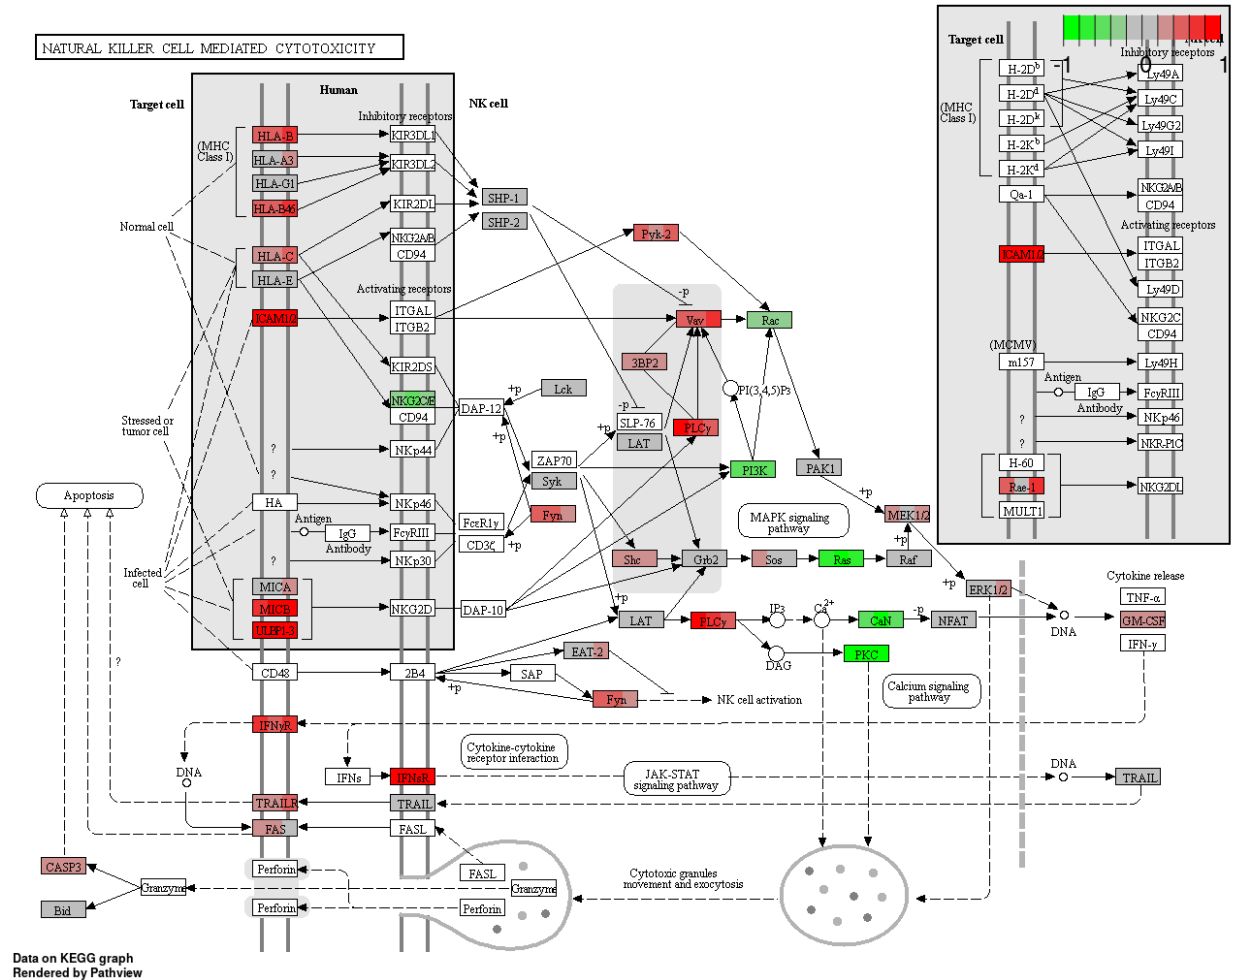 NATURAL KILLER CELL MEDIATED CYTOTOXICITY
Target cell
Human
NK cell
Inhibitory receptors
(MHC
Class I)
HLA-B
HLA-A3
HLA-G1
HLA-B46
HLA-C
HLA-E
ICAM1/2
KIR3DL1
KIR3DL2
KIR2DL
NKG2A/B
CD94
Activating receptors
ITGAL
ITGB2
KIR2DS
NKG2C/E
CD94
NKp44
NKp46
FcγRIII
NKp30
NKG2D
2B4
Normal cell
Stressed or
tumor cell
Infected
cell
Apoptosis
?
?
HA
Antigen
IgG
Antibody
?
MICA
MICB
ULBP1-3
CD48
?
SHP-1
SHP-2
Pyk-2
-p
Vav
Rac
3BP2
+p
Lck
DAP-12
+p
-p
SLP-76
LAT
+p
PLCγ
PI(3,4,5)P3
ZAP70
Syk
PI3K
PAK1
FcεR1γ
CD3ζ
+p
Fyn
DAP-10
MAPK signaling
pathway
+p
MEK1/2
+p
Shc
Grb2
Sos
Ras
Raf
+p
ERK1/2
+p
LAT
PLCγ
IP3
Ca2+
CaN
-p
NFAT
DNA
DAG
PKC
Cytokine release
TNF-α
GM-CSF
IFN-γ
EAT-2
SAP
+p
Fyn
NK cell activation
Calcium signaling
pathway
IFNγR
DNA
IFNs
IFNsR
Cytokine-cytokine
receptor interaction
JAK-STAT
signaling pathway
DNA
TRAIL
TRAILR
TRAIL
FAS
FASL
CASP3
Bid
Granzyme
Perforin
Perforin
FASL
Granzyme
Perforin
Cytotoxic granules
movement and exocytosis
Target cell
-1
0
1
Inhibitory receptors
(MHC
Class I)
H-2Db
H-2Dd
H-2Dk
H-2Kb
H-2Kd
Qa-1
Ly49A
Ly49C
Ly49G2
Ly49I
NKG2A/B
CD94
Activating receptors
ICAM1/2
ITGAL
ITGB2
Ly49D
NKG2C
CD94
(MCMV)
m157
Ly49H
Antigen
IgG
Antibody
FcγRIII
?
NKp46
?
NKR-P1C
H-60
Rae-1
MULT1
NKG2DL
Data on KEGG graph
Rendered by Pathview